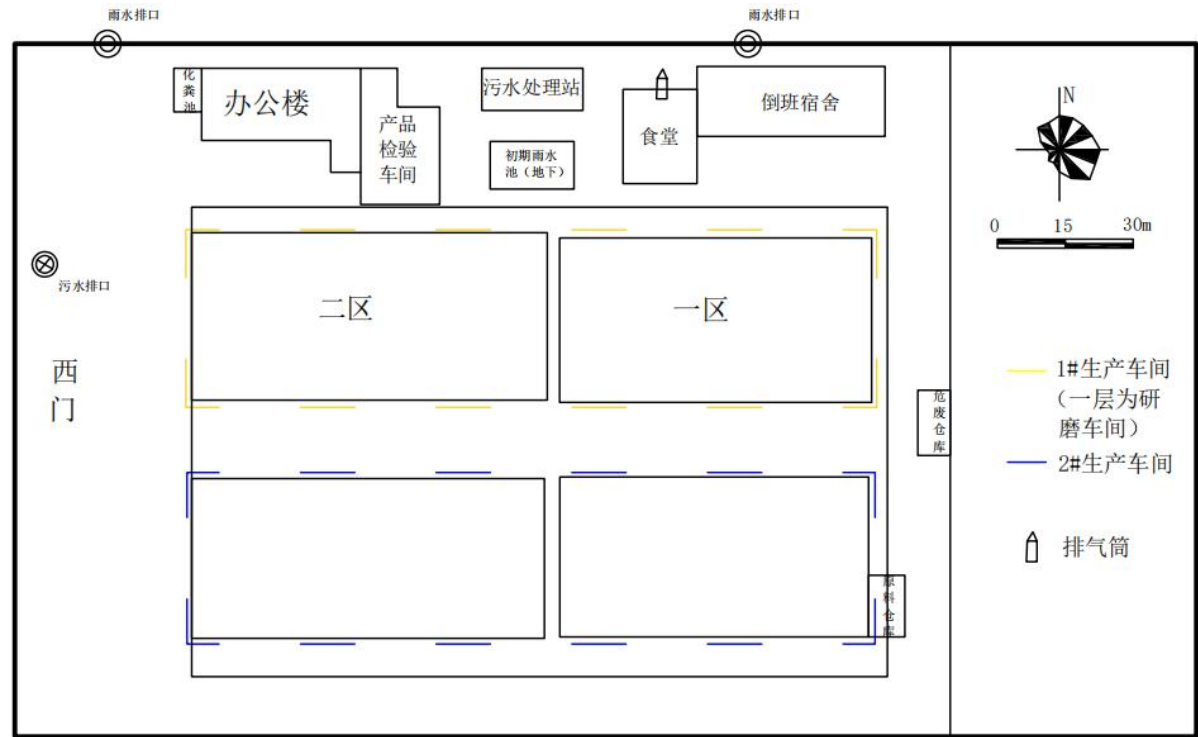 雨水排口
雨水排口
化
粪
池
办公楼
产品
检验
车间
污水处理站
初期雨水
池（地下）
食堂
倒班宿舍
N
0 15 30m
污水排口
二区
一区
西
门
危
废
仓
库
1#生产车间
（一层为研
磨车间）
2#生产车间
排气筒
原
料
仓
库